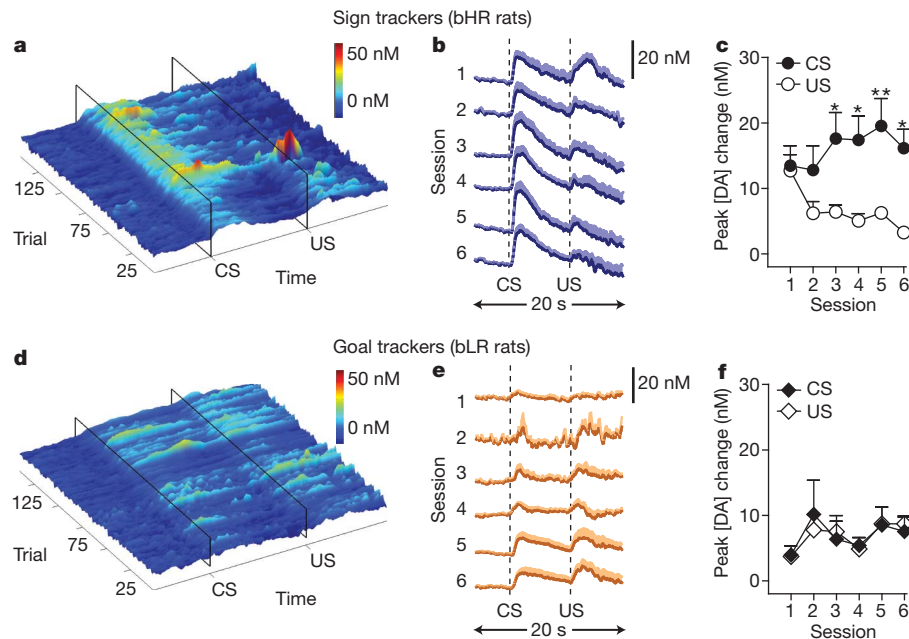 Sign trackers (bHR rats)
a
50 nM
0 nM
125
75
25
Trial
CS
US
Time
b
20 nM
Session
1
2
3
4
5
6
CS
US
20 s
c
CS
US
Peak [DA] change (nM)
30
20
10
0
*
*
**
*
1 2 3 4 5 6
Session
Goal trackers (bLR rats)
d
50 nM
0 nM
125
75
25
Trial
CS
US
Time
e
20 nM
Session
1
2
3
4
5
6
CS
US
20 s
f
CS
US
Peak [DA] change (nM)
30
20
10
0
1 2 3 4 5 6
Session